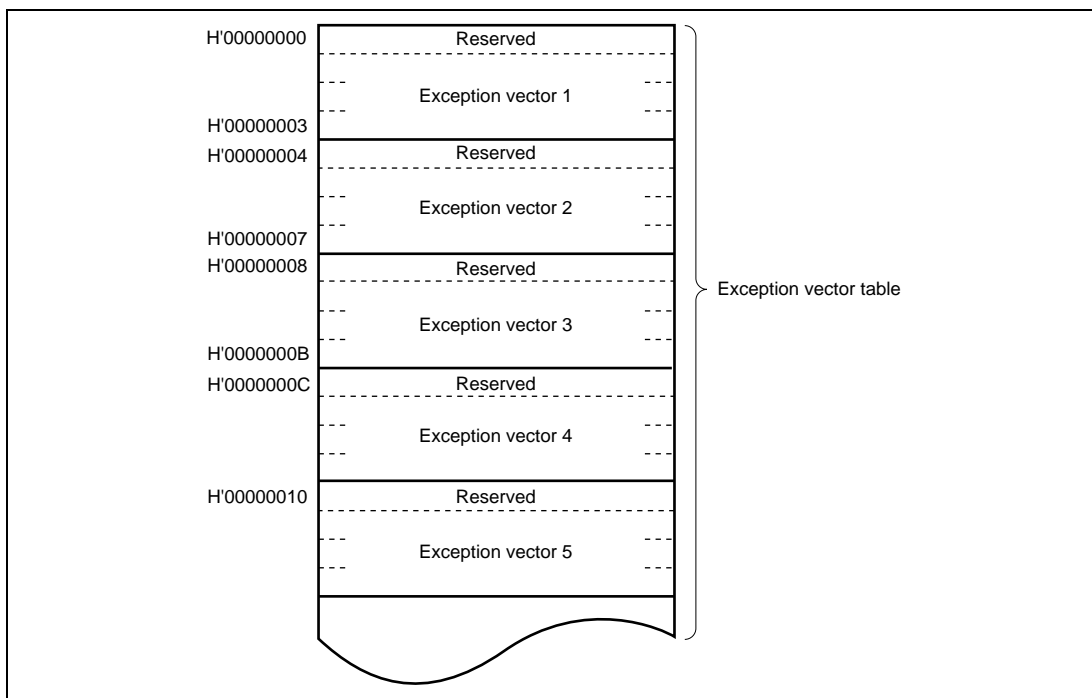 H'00000000 Reserved
Exception vector 1
H'00000003
H'00000004 Reserved
Exception vector 2
H'00000007
H'00000008 Reserved
Exception vector 3
Exception vector table
H'0000000B
H'0000000C Reserved
Exception vector 4
H'00000010 Reserved
Exception vector 5